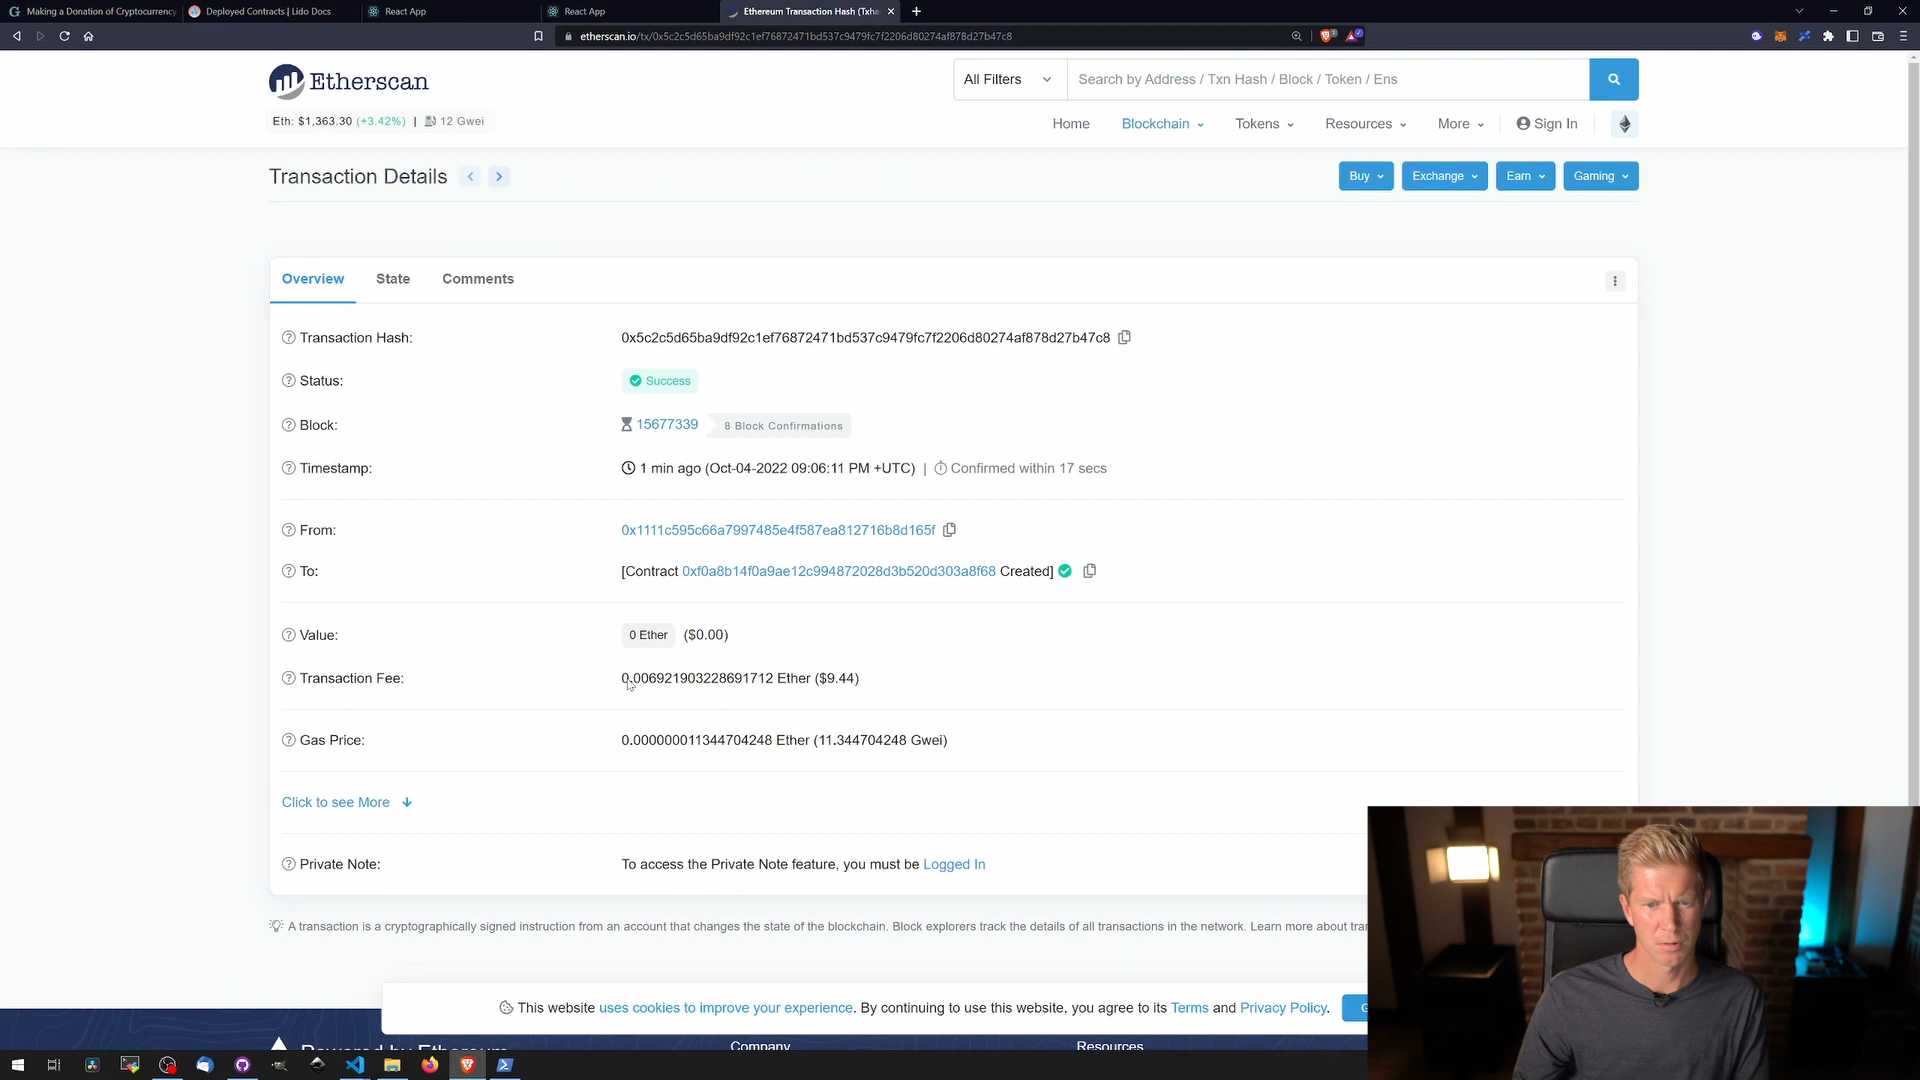 Making a Donation of Cryptocurrency
Deployed Contracts | Lido Docs
React App
React App
Ethereum Transaction Hash (Txha
etherscan.io/tx/0x5c2c5d65ba9df92c1ef76872471bd537c9479fc7f2206d80274af878d27b47c8
Etherscan
All Filters
Search by Address / Txn Hash / Block / Token / Ens
Eth: $1,363.30 (+3.42%) | 12 Gwei
Home
Blockchain
Tokens
Resources
More
Sign In
Transaction Details
Buy
Exchange
Earn
Gaming
Overview
State
Comments
Transaction Hash:
0x5c2c5d65ba9df92c1ef76872471bd537c9479fc7f2206d80274af878d27b47c8
Status:
Success
Block:
15677339
8 Block Confirmations
Timestamp:
1 min ago (Oct-04-2022 09:06:11 PM +UTC) | Confirmed within 17 secs
From:
0x1111c595c66a7997485e4f587ea812716b8d165f
To:
[Contract 0xf0a8b14f0a9ae12c994872028d3b520d303a8f68 Created]
Value:
0 Ether ($0.00)
Transaction Fee:
0.006921903228691712 Ether ($9.44)
Gas Price:
0.000000011344704248 Ether (11.344704248 Gwei)
Click to see More
Private Note:
To access the Private Note feature, you must be Logged In
A transaction is a cryptographically signed instruction from an account that changes the state of the blockchain. Block explorers track the details of all transactions in the network. Learn more about tra
This website uses cookies to improve your experience. By continuing to use this website, you agree to its Terms and Privacy Policy.
G
Powered by Ethereum
Company
Resources